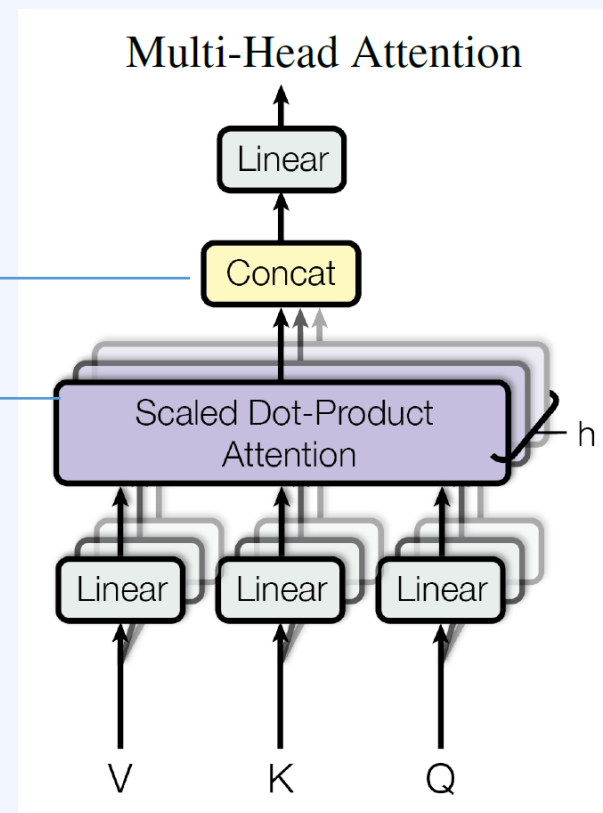 Multi-Head Attention
Linear
Concat
Scaled Dot-Product
Attention
h
Linear
Linear
Linear
V
K
Q